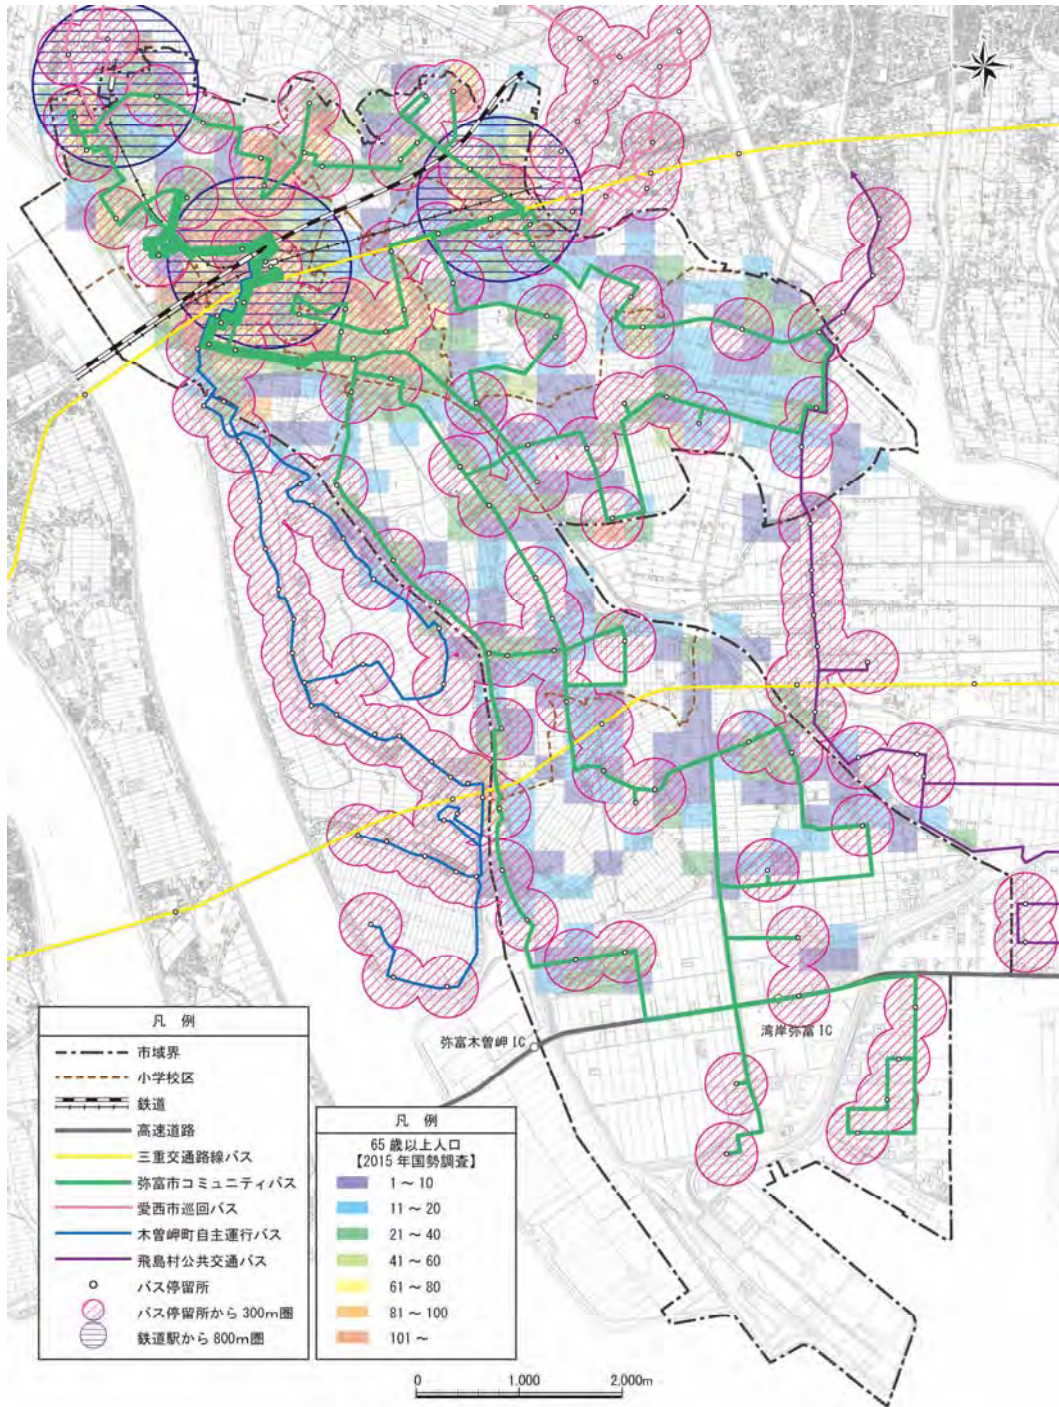 弥富木曽岬IC
湾岸弥富IC
凡 例
市域界
小学校区
鉄道
高速道路
三重交通路線バス
弥富市コミュニティバス
愛西市巡回バス
木曽岬町自主運行バス
飛島村公共交通バス
バス停留所
バス停留所から300m圏
鉄道駅から800m圏
凡 例
65歳以上人口
【2015年国勢調査】
1～10
11～20
21～40
41～60
61～80
81～100
101～
0 1,000 2,000m